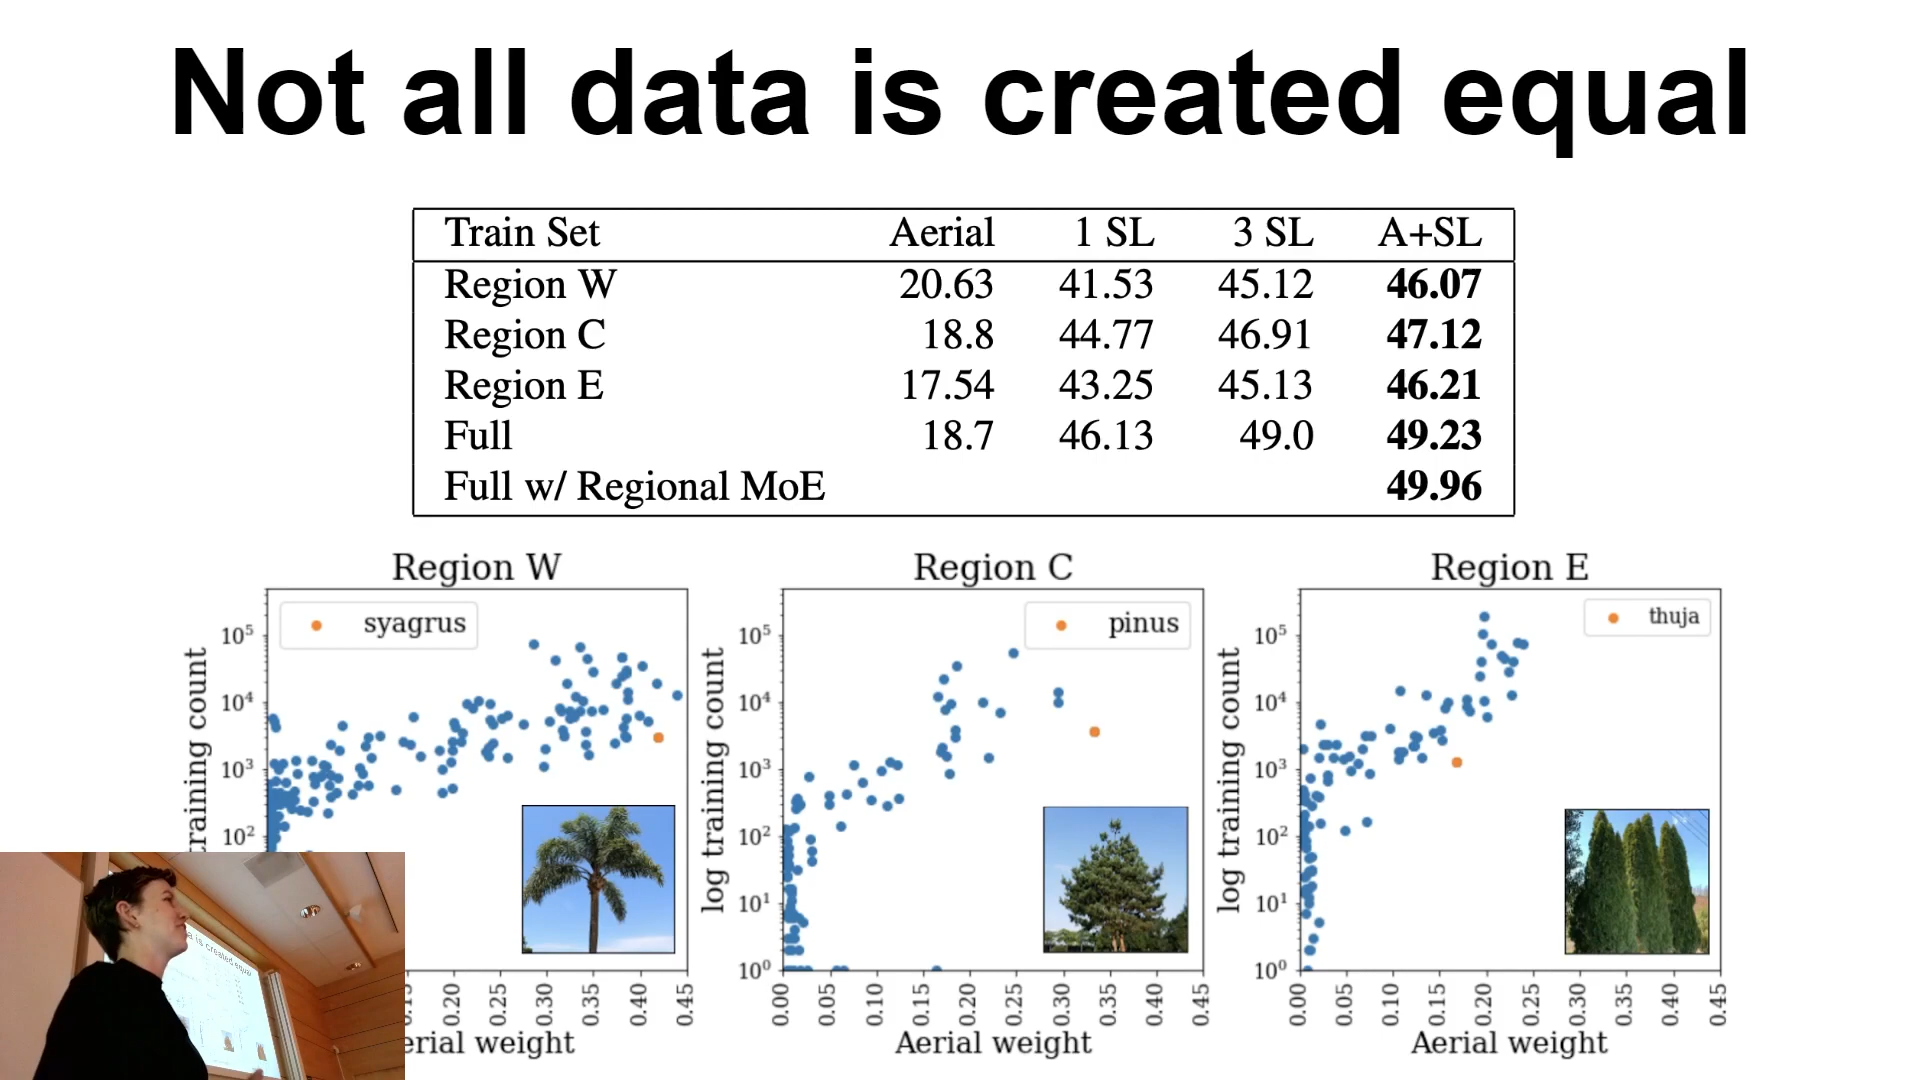 Not all data is created equal
Train Set Aerial 1 SL 3 SL A+SL
Region W 20.63 41.53 45.12 46.07
Region C 18.8 44.77 46.91 47.12
Region E 17.54 43.25 45.13 46.21
Full 18.7 46.13 49.0 49.23
Full w/ Regional MoE 49.96
Region W
syagrus
10⁵
10⁴
10³
10²
raining count
0.20 0.25 0.30 0.35 0.40 0.45
erial weight
Region C
pinus
10⁵
10⁴
10³
10²
10¹
10⁰
log training count
0.00 0.05 0.10 0.15 0.20 0.25 0.30 0.35 0.40 0.45
Aerial weight
Region E
thuja
10⁵
10⁴
10³
10²
10¹
10⁰
log training count
0.00 0.05 0.10 0.15 0.20 0.25 0.30 0.35 0.40 0.45
Aerial weight
is created equal